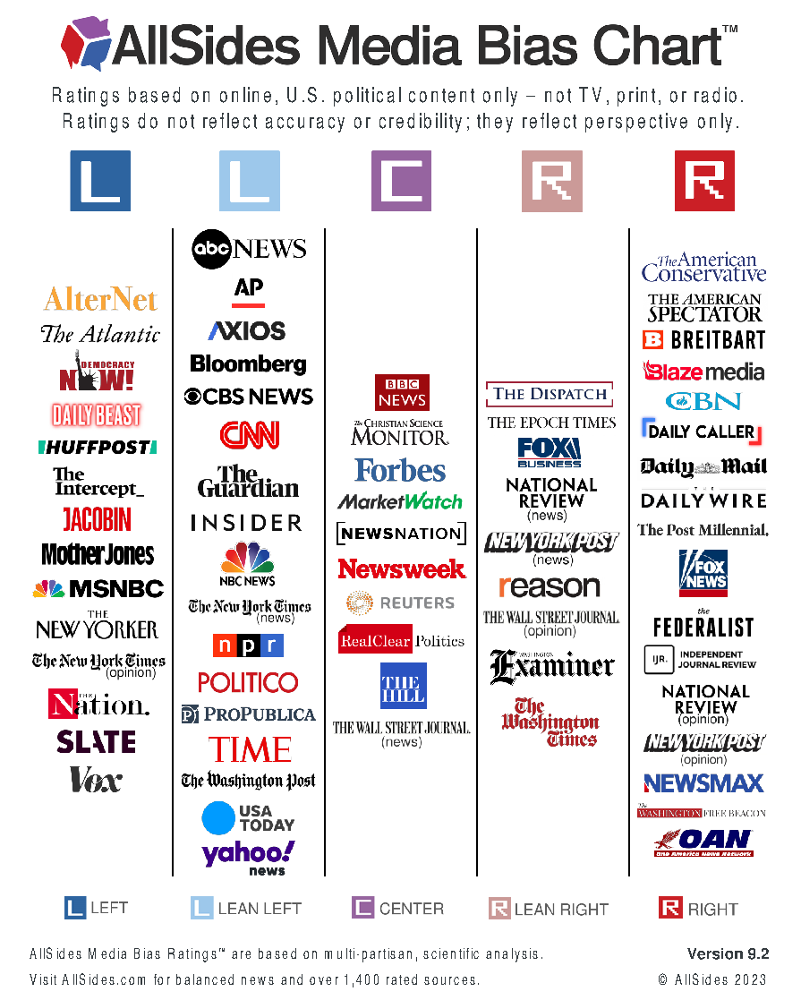 AllSides Media Bias Chart™
Ratings based on online, U.S. political content only – not TV, print, or radio.
Ratings do not reflect accuracy or credibility; they reflect perspective only.
L
L
C
R
R
AlterNet
The Atlantic
DEMOCRACY
NOW!
DAILY BEAST
HUFFPOST
The
Intercept_
JACOBIN
Mother Jones
MSNBC
THE
NEW YORKER
The New York Times
(opinion)
THE
Nation.
SLATE
Vox
abc NEWS
AP
AXIOS
Bloomberg
CBS NEWS
CNN
The
Guardian
INSIDER
NBC NEWS
The New York Times
(news)
npr
POLITICO
PP PROPUBLICA
TIME
The Washington Post
USA
TODAY
yahoo!
news
BBC
NEWS
The CHRISTIAN SCIENCE
MONITOR
Forbes
MarketWatch
[NEWSNATION]
Newsweek
REUTERS
RealClear Politics
THE
HILL
THE WALL STREET JOURNAL.
(news)
THE DISPATCH
THE EPOCH TIMES
FOX
BUSINESS
NATIONAL
REVIEW
(news)
NEW YORK POST
(news)
reason
THE WALL STREET JOURNAL.
(opinion)
WASHINGTON
Examiner
The
Washington
Times
The American
Conservative
THE AMERICAN
SPECTATOR
B BREITBART
Blaze media
CBN
DAILY CALLER
Daily Mail
THE
DAILY WIRE
The Post Millennial.
FOX
NEWS
the
FEDERALIST
IJR. INDEPENDENT
JOURNAL REVIEW
NATIONAL
REVIEW
(opinion)
NEW YORK POST
(opinion)
NEWSMAX
The
WASHINGTON FREE BEACON
OAN
One America News Network
L LEFT
L LEAN LEFT
C CENTER
R LEAN RIGHT
R RIGHT
AllSides Media Bias Ratings™ are based on multi-partisan, scientific analysis.
Visit AllSides.com for balanced news and over 1,400 rated sources.
Version 9.2
© AllSides 2023